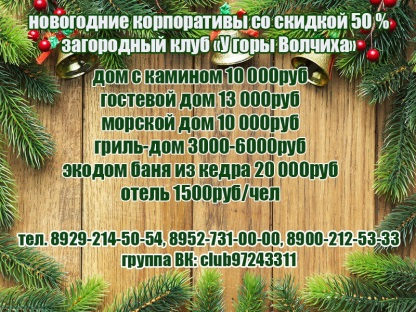 новогодние корпоративы со скидкой 50 %
загородный клуб «У горы Волчиха»
дом с камином 10 000руб
гостевой дом 13 000руб
морской дом 10 000руб
гриль-дом 3000-6000руб
экодом баня из кедра 20 000руб
отель 1500руб/чел
тел. 8929-214-50-54, 8952-731-00-00, 8900-212-53-33
группа ВК: club97243311